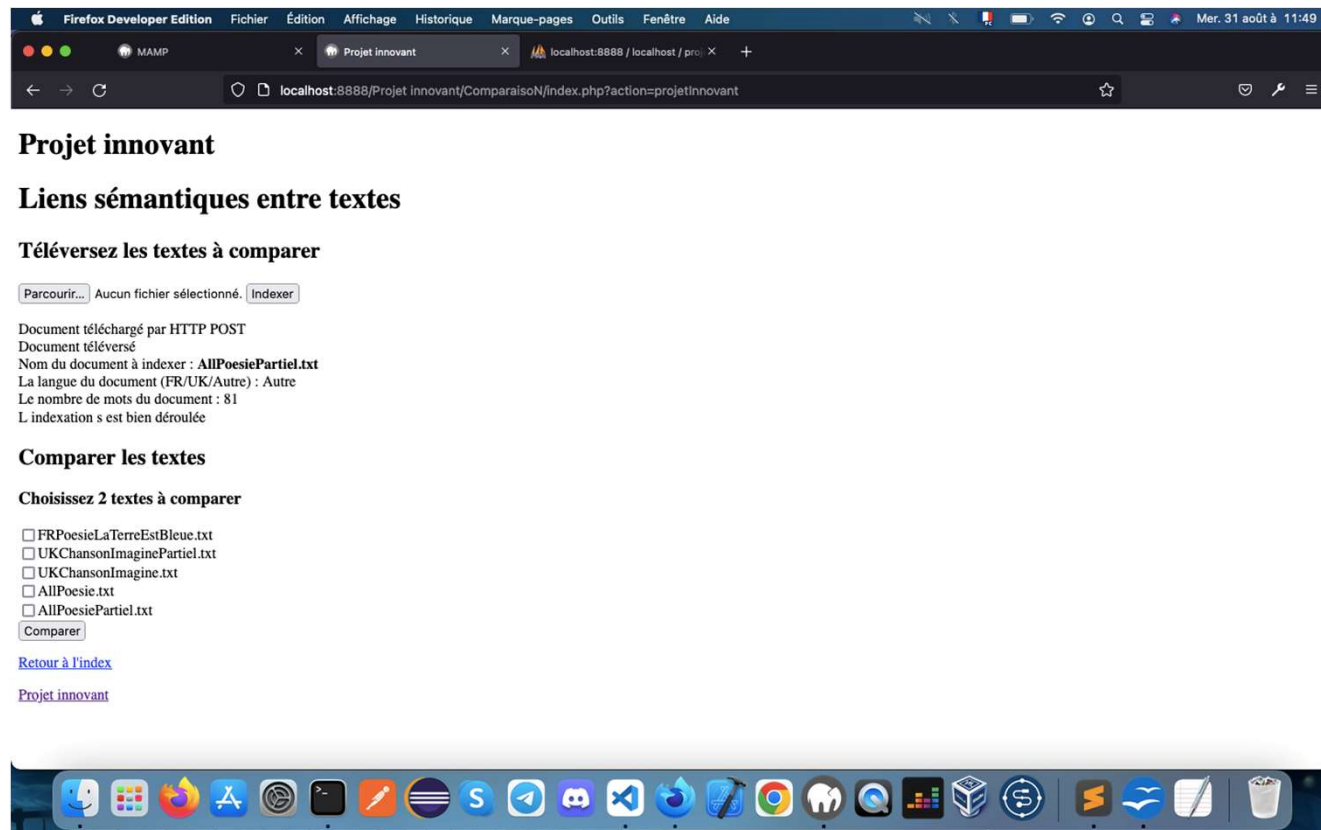 Firefox Developer Edition Fichier Édition Affichage Historique Marque-pages Outils Fenêtre Aide Mer. 31 août à 11:49
MAMP Projet innovant localhost:8888 / localhost / proj
localhost:8888/Projet innovant/ComparaisoN/index.php?action=projetInnovant
Projet innovant
Liens sémantiques entre textes
Téléversez les textes à comparer
Parcourir... Aucun fichier sélectionné. Indexer
Document téléchargé par HTTP POST
Document téléversé
Nom du document à indexer : AllPoesiePartiel.txt
La langue du document (FR/UK/Autre) : Autre
Le nombre de mots du document : 81
L indexation s est bien déroulée
Comparer les textes
Choisissez 2 textes à comparer
FRPoesieLaTerreEstBleue.txt
UKChansonImaginePartiel.txt
UKChansonImagine.txt
AllPoesie.txt
AllPoesiePartiel.txt
Comparer
Retour à l'index
Projet innovant